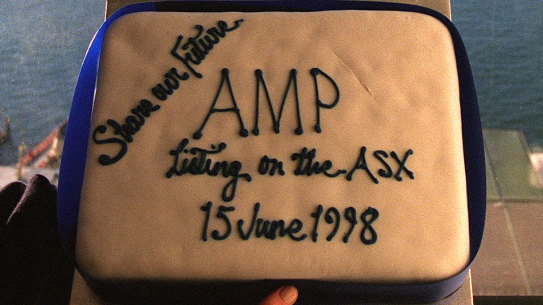 Share our Future.
AMP
Listing on the ASX
15 June 1998